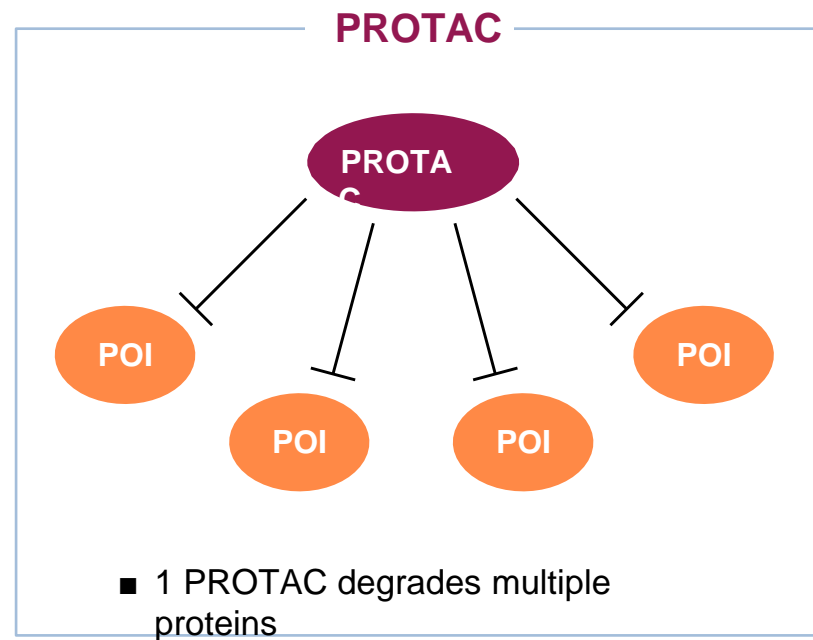 PROTAC
PROTA
C
POI
POI
POI
POI
■ 1 PROTAC degrades multiple
proteins